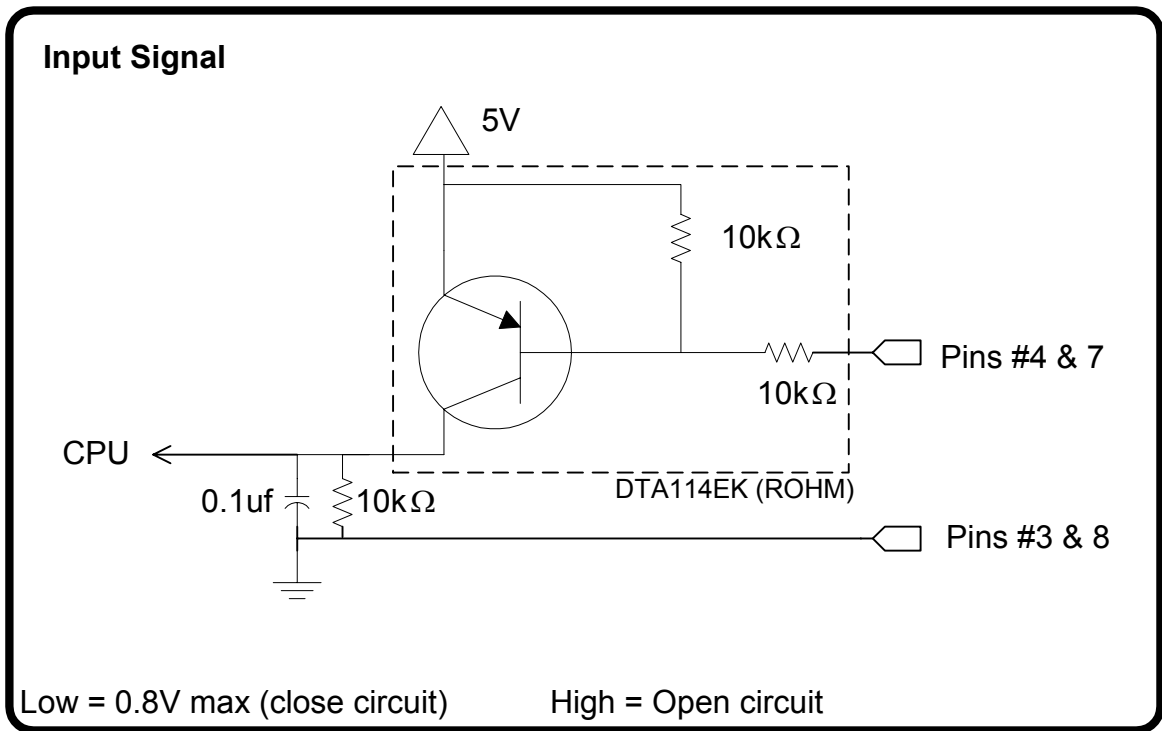 Input Signal
5V
10kΩ
Pins #4 & 7
10kΩ
CPU
DTA114EK (ROHM)
0.1uf
10kΩ
Pins #3 & 8
Low = 0.8V max (close circuit)
High = Open circuit